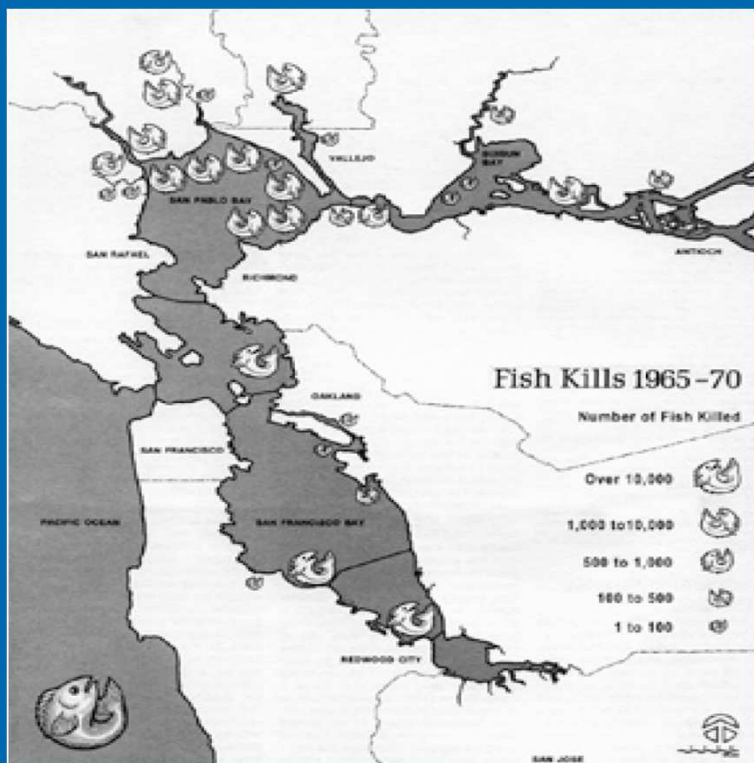 VALLEJO
SUISUN
BAY
SAN PABLO BAY
ANTIOCH
SAN RAFAEL
RICHMOND
Fish Kills 1965-70
OAKLAND
Number of Fish Killed
SAN FRANCISCO
Over 10,000
PACIFIC OCEAN
SAN FRANCISCO BAY
1,000 to 10,000
500 to 1,000
100 to 500
1 to 100
REDWOOD CITY
SAN JOSE